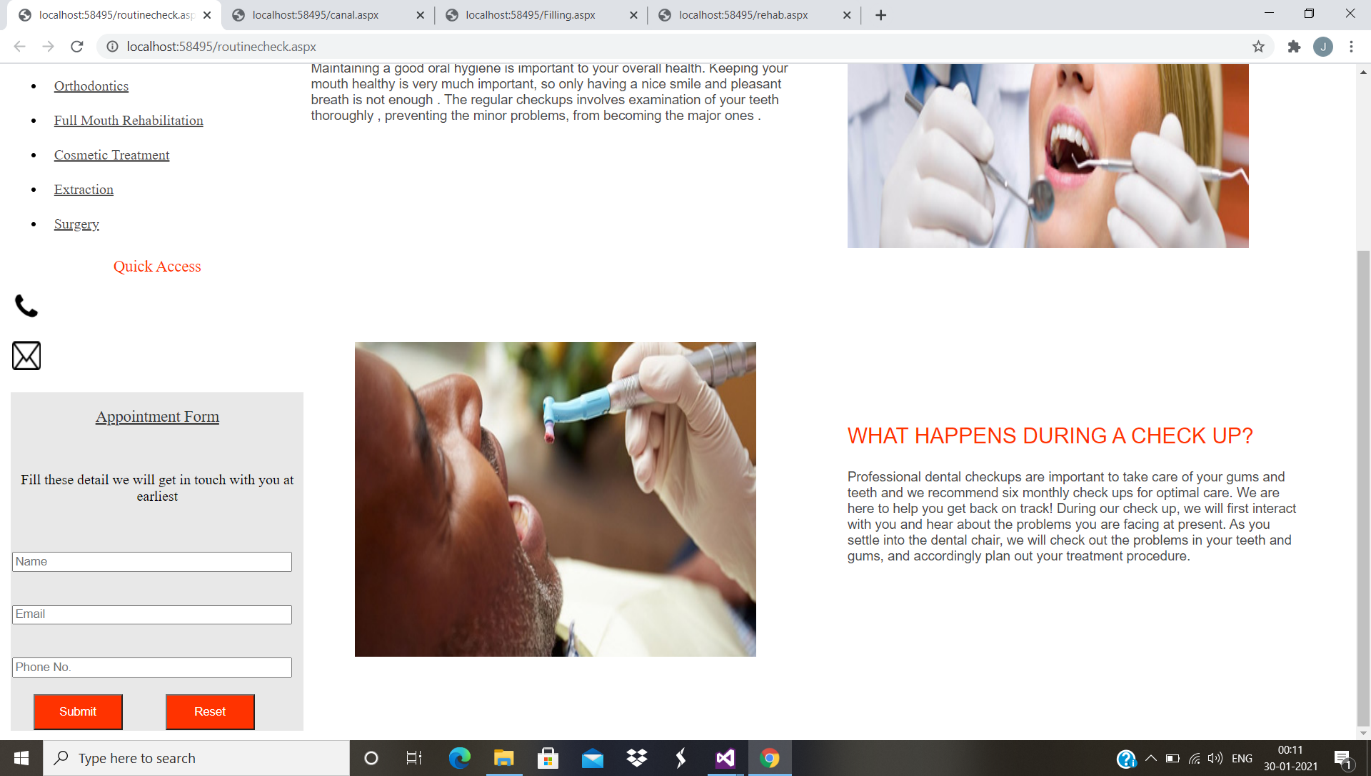 localhost:58495/routinecheck.asp
localhost:58495/canal.aspx
localhost:58495/Filling.aspx
localhost:58495/rehab.aspx
localhost:58495/routinecheck.aspx
J
Orthodontics
Full Mouth Rehabilitation
Cosmetic Treatment
Extraction
Surgery
Quick Access
Maintaining a good oral hygiene is important to your overall health. Keeping your
mouth healthy is very much important, so only having a nice smile and pleasant
breath is not enough . The regular checkups involves examination of your teeth
thoroughly , preventing the minor problems, from becoming the major ones .
Appointment Form
Fill these detail we will get in touch with you at
earliest
Name
Email
Phone No.
Submit Reset
WHAT HAPPENS DURING A CHECK UP?
Professional dental checkups are important to take care of your gums and
teeth and we recommend six monthly check ups for optimal care. We are
here to help you get back on track! During our check up, we will first interact
with you and hear about the problems you are facing at present. As you
settle into the dental chair, we will check out the problems in your teeth and
gums, and accordingly plan out your treatment procedure.
Type here to search
ENG
00:11
30-01-2021
1